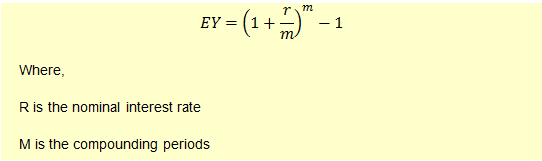 EY = (1 + r/m)^m − 1
Where,
R is the nominal interest rate
M is the compounding periods